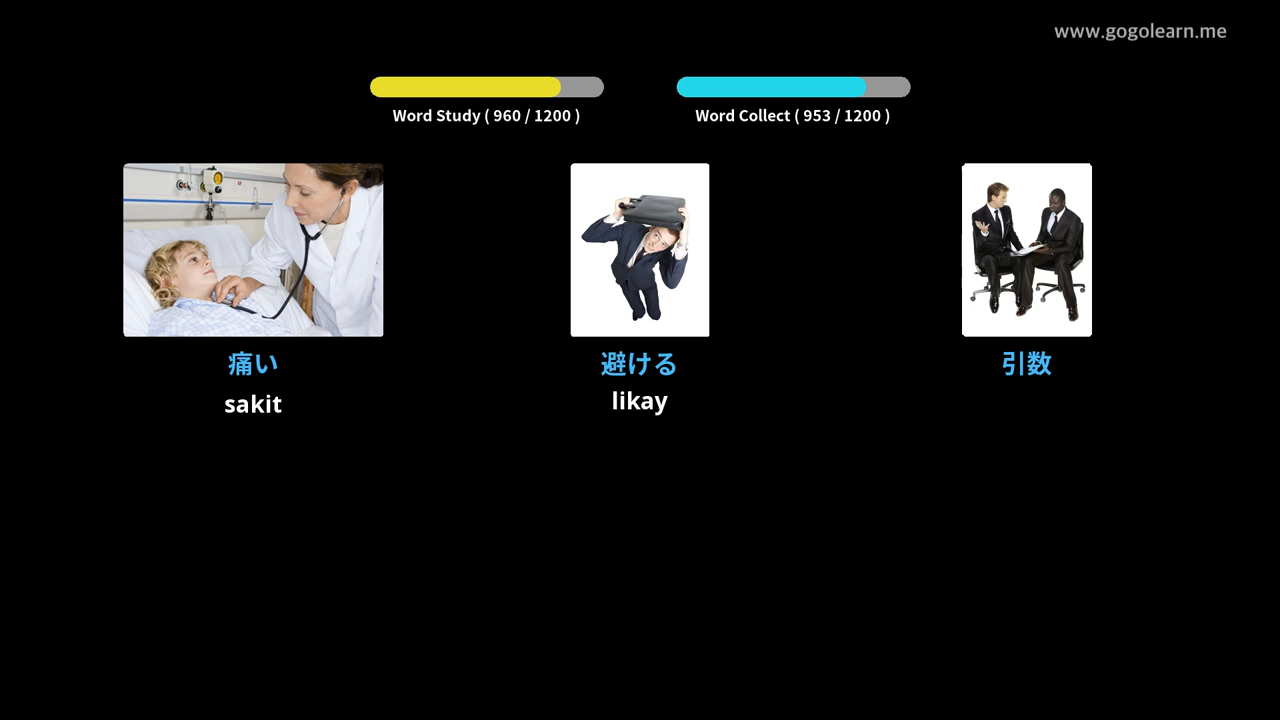 www.gogolearn.me
Word Study ( 960 / 1200 )
Word Collect ( 953 / 1200 )
痛い
避ける
引数
sakit
likay